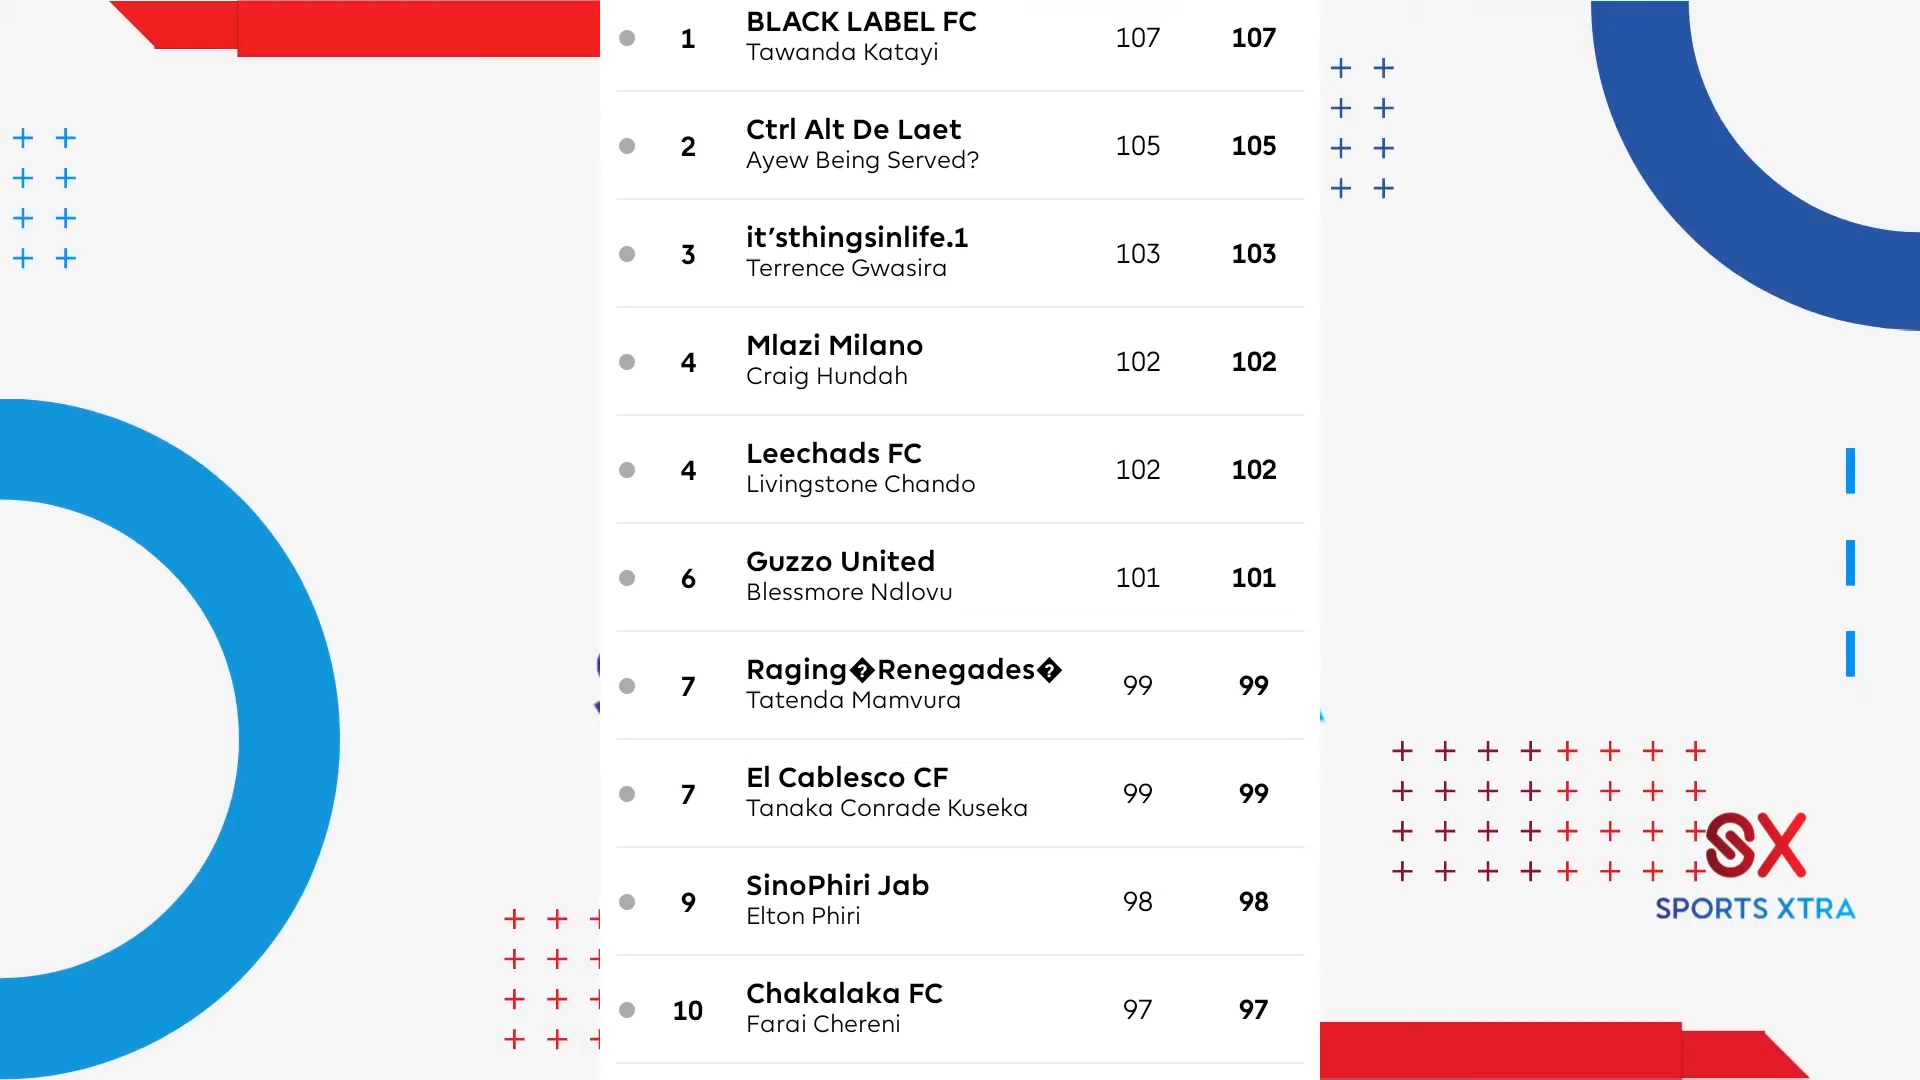 1 BLACK LABEL FC 107 107
Tawanda Katayi
2 Ctrl Alt De Laet 105 105
Ayew Being Served?
3 it’sthingsinlife.1 103 103
Terrence Gwasira
4 Mlazi Milano 102 102
Craig Hundah
4 Leechads FC 102 102
Livingstone Chando
6 Guzzo United 101 101
Blessmore Ndlovu
7 Raging�Renegades� 99 99
Tatenda Mamvura
7 El Cablesco CF 99 99
Tanaka Conrade Kuseka
9 SinoPhiri Jab 98 98
Elton Phiri
10 Chakalaka FC 97 97
Farai Chereni
SX
SPORTS XTRA